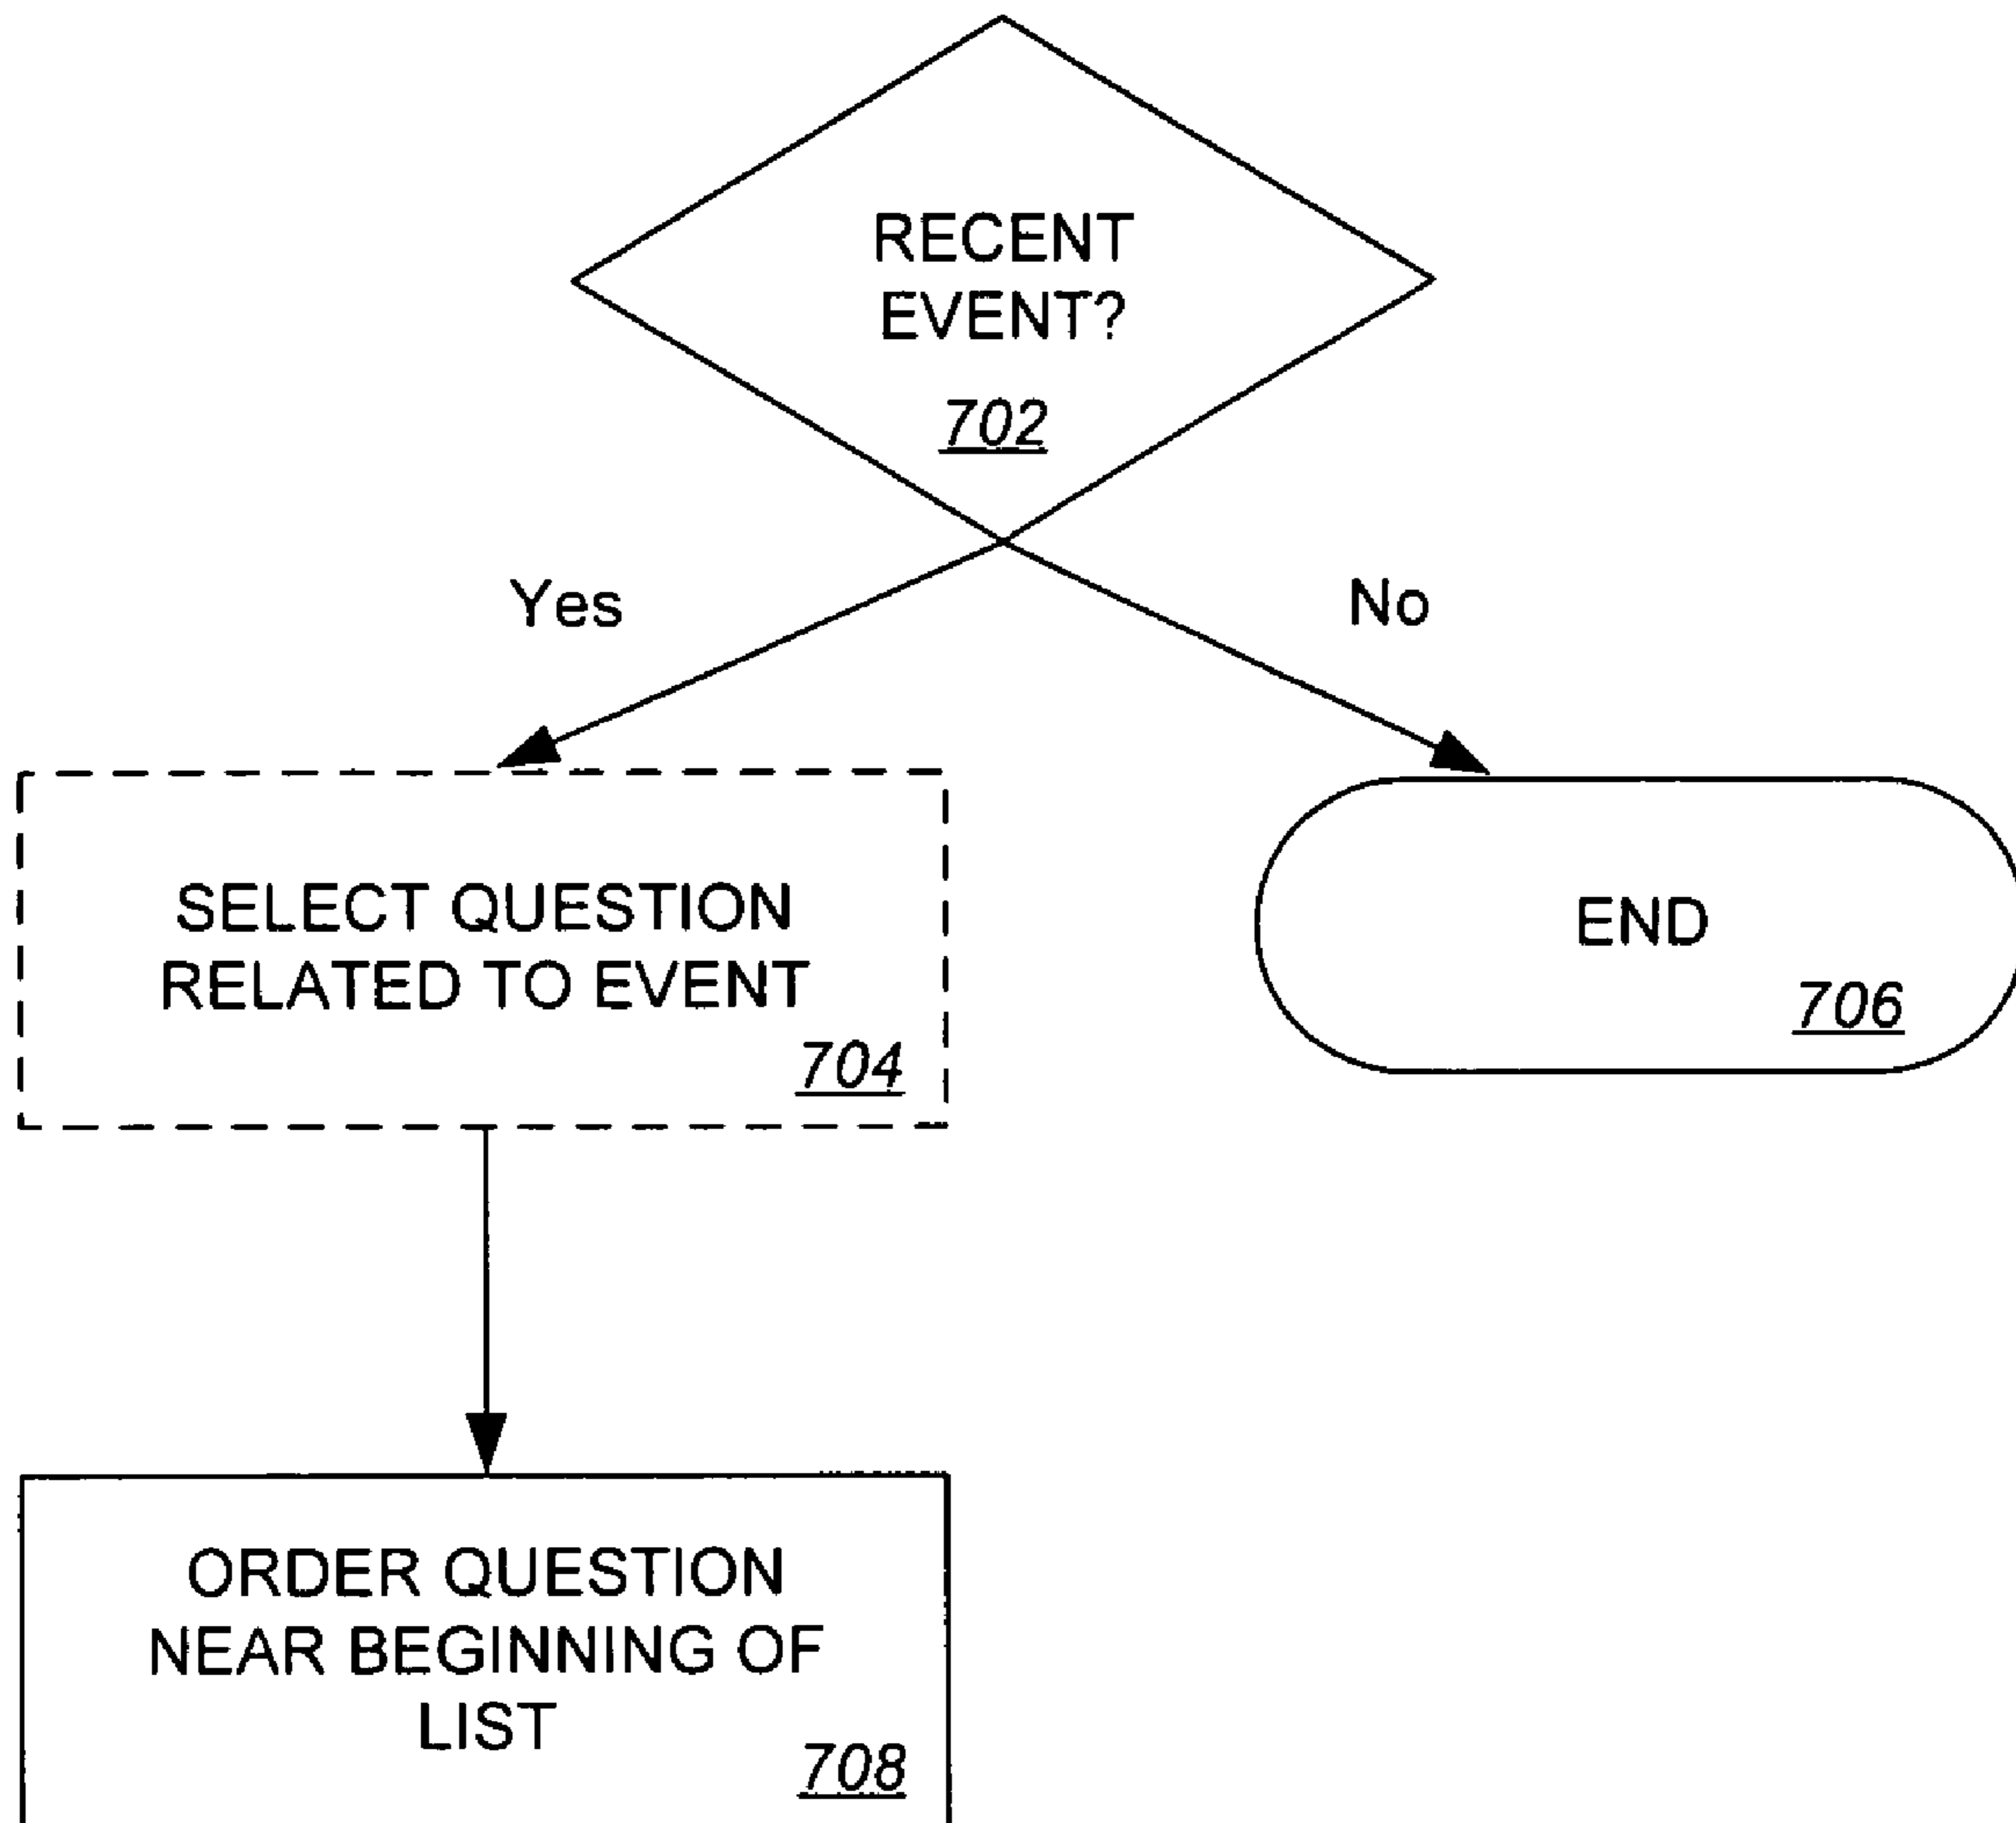 RECENT
EVENT?
702
Yes
No
SELECT QUESTION
RELATED TO EVENT
704
END
706
ORDER QUESTION
NEAR BEGINNING OF
LIST
708